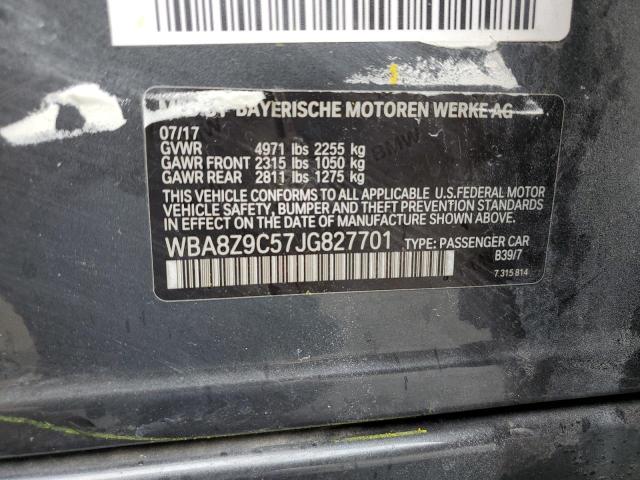 BAYERISCHE MOTOREN WERKE AG
07/17
GVWR 4971 lbs 2255 kg
GAWR FRONT 2315 lbs 1050 kg
GAWR REAR 2811 lbs 1275 kg
THIS VEHICLE CONFORMS TO ALL APPLICABLE U.S.FEDERAL MOTOR
VEHICLE SAFETY, BUMPER AND THEFT PREVENTION
STANDARDS IN EFFECT ON THE DATE OF MANUFACTURE SHOWN ABOVE.
WBA8Z9C57JG827701 TYPE: PASSENGER CAR
B39/7
7 315 814